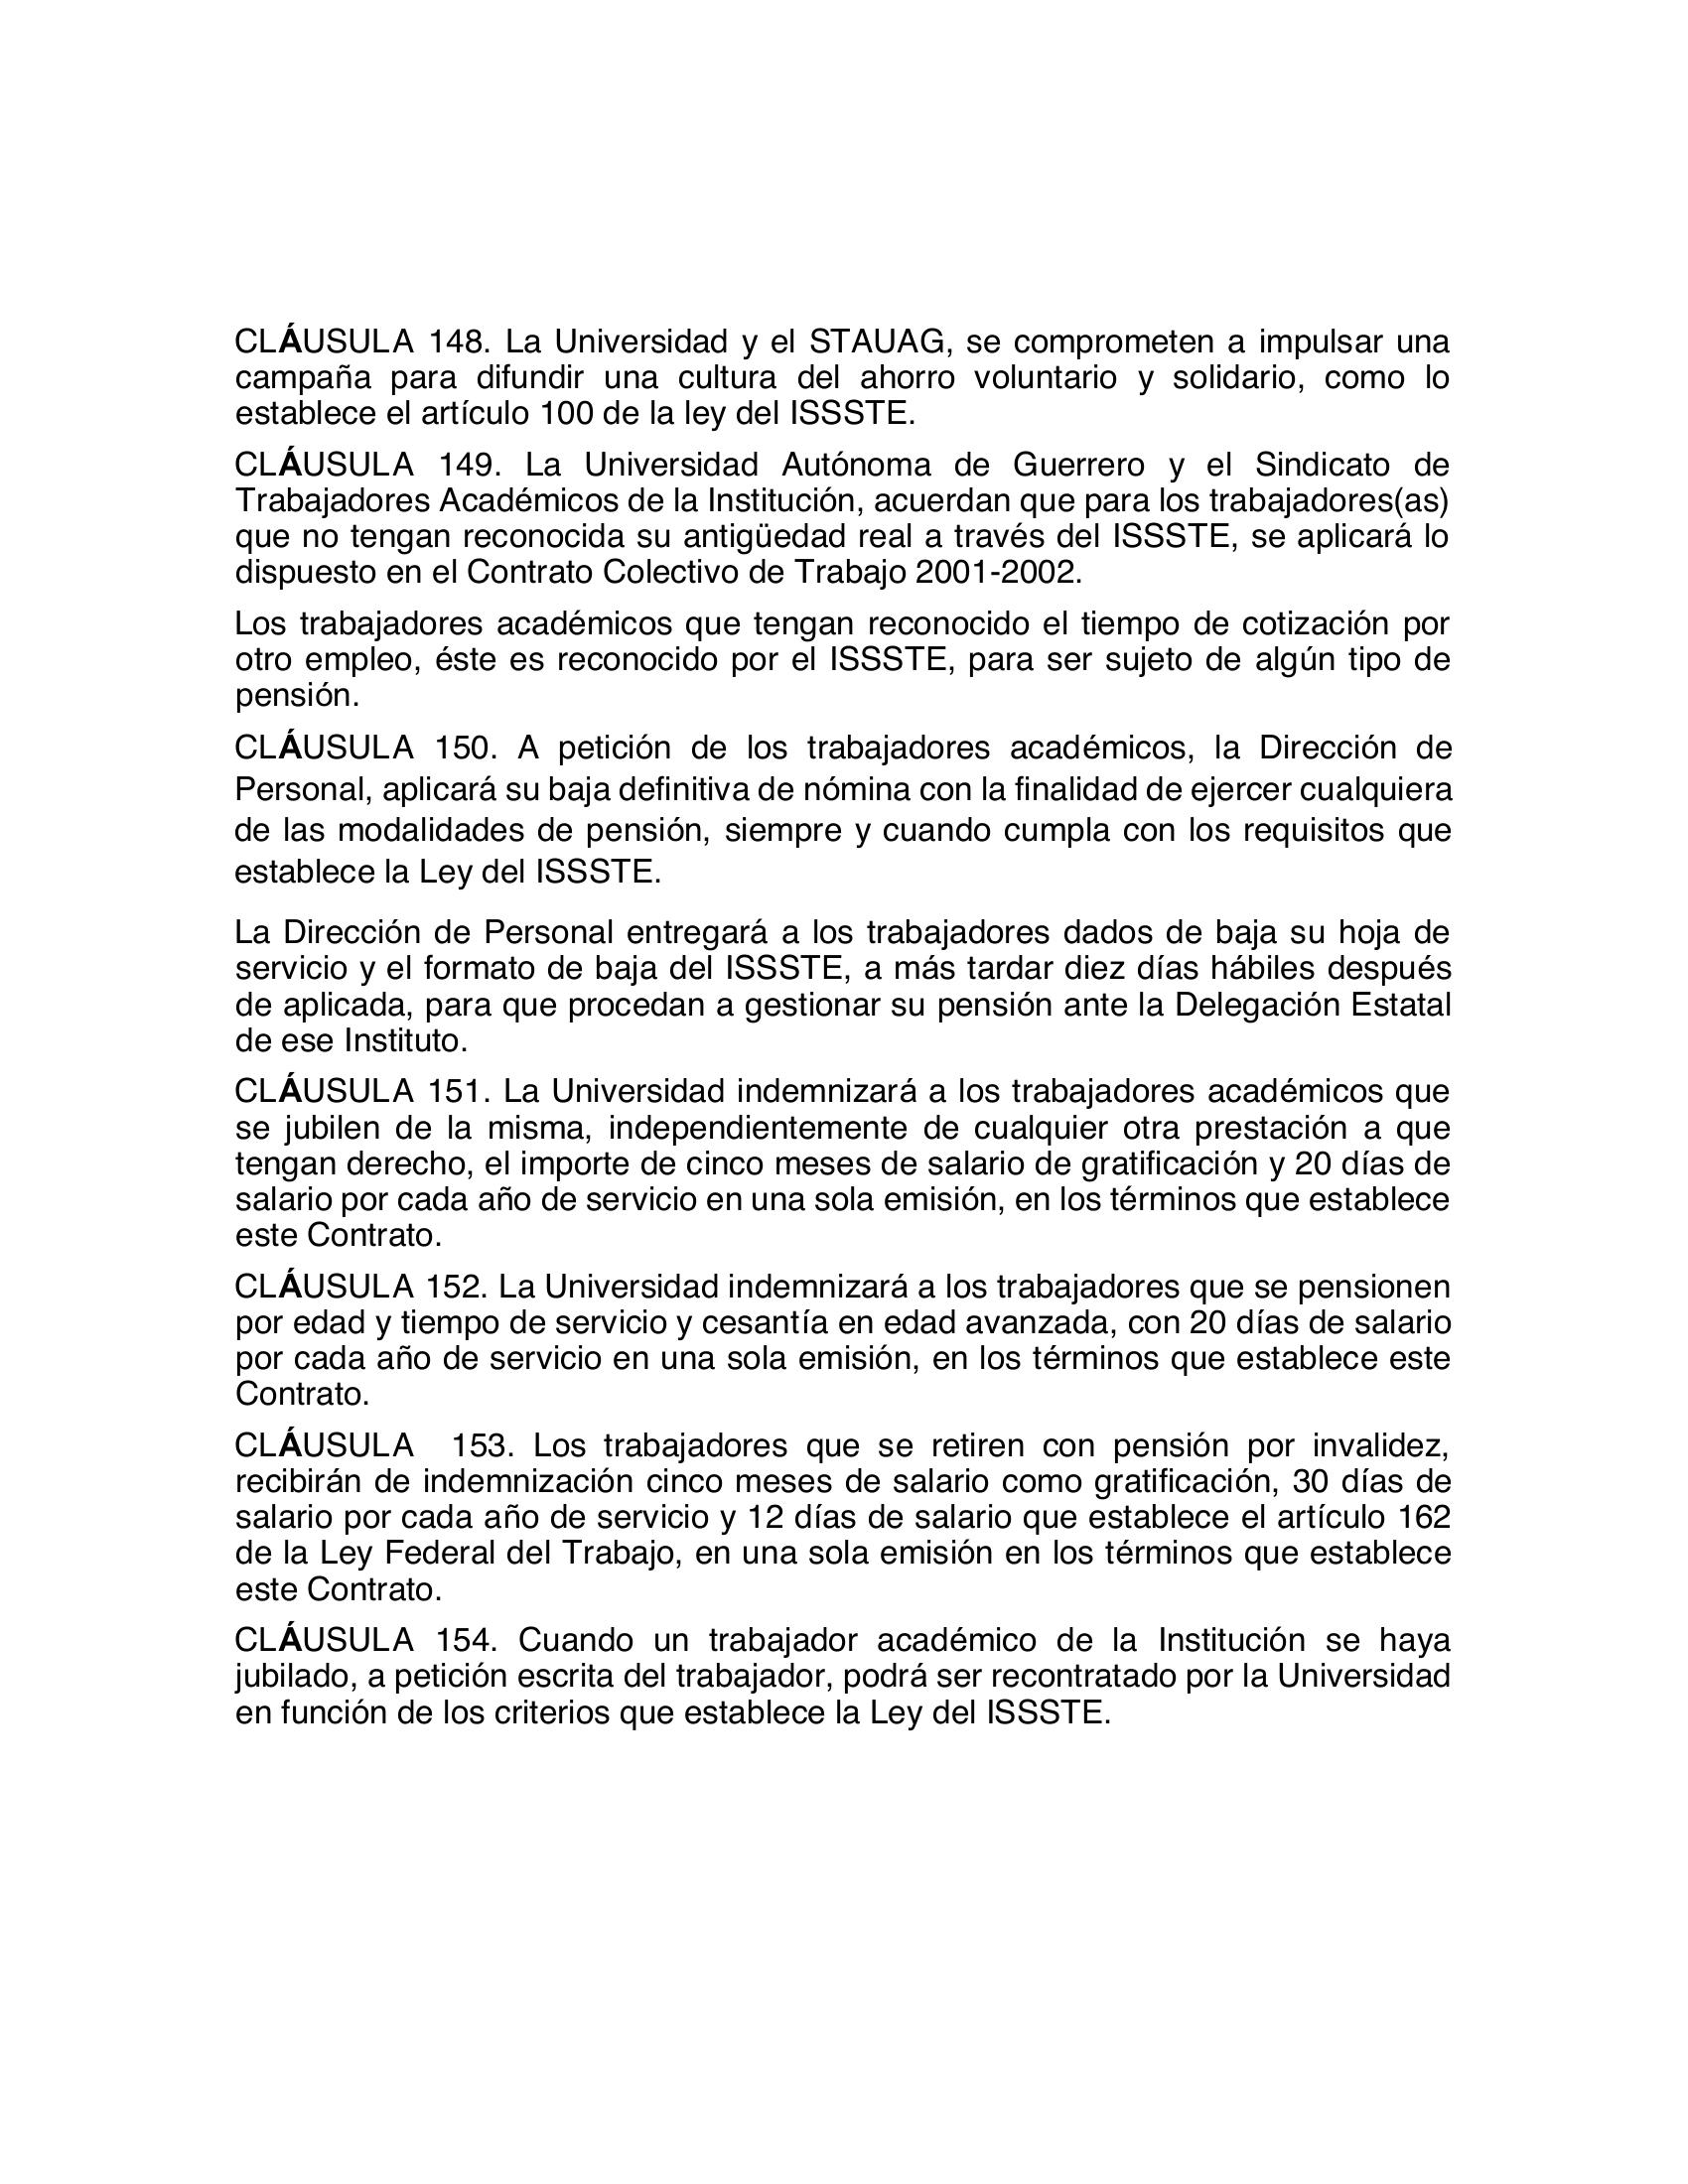 CLÁUSULA 148. La Universidad y el STAUAG, se comprometen a impulsar una
campaña para difundir una cultura del ahorro voluntario y solidario, como lo
establece el artículo 100 de la ley del ISSSTE.
CLÁUSULA 149. La Universidad Autónoma de Guerrero y el Sindicato de
Trabajadores Académicos de la Institución, acuerdan que para los trabajadores(as)
que no tengan reconocida su antigüedad real a través del ISSSTE, se aplicará lo
dispuesto en el Contrato Colectivo de Trabajo 2001-2002.
Los trabajadores académicos que tengan reconocido el tiempo de cotización por
otro empleo, éste es reconocido por el ISSSTE, para ser sujeto de algún tipo de
pensión.
CLÁUSULA 150. A petición de los trabajadores académicos, la Dirección de
Personal, aplicará su baja definitiva de nómina con la finalidad de ejercer cualquiera
de las modalidades de pensión, siempre y cuando cumpla con los requisitos que
establece la Ley del ISSSTE.
La Dirección de Personal entregará a los trabajadores dados de baja su hoja de
servicio y el formato de baja del ISSSTE, a más tardar diez días hábiles después
de aplicada, para que procedan a gestionar su pensión ante la Delegación Estatal
de ese Instituto.
CLÁUSULA 151. La Universidad indemnizará a los trabajadores académicos que
se jubilen de la misma, independientemente de cualquier otra prestación a que
tengan derecho, el importe de cinco meses de salario de gratificación y 20 días de
salario por cada año de servicio en una sola emisión, en los términos que establece
este Contrato.
CLÁUSULA 152. La Universidad indemnizará a los trabajadores que se pensionen
por edad y tiempo de servicio y cesantía en edad avanzada, con 20 días de salario
por cada año de servicio en una sola emisión, en los términos que establece este
Contrato.
CLÁUSULA 153. Los trabajadores que se retiren con pensión por invalidez,
recibirán de indemnización cinco meses de salario como gratificación, 30 días de
salario por cada año de servicio y 12 días de salario que establece el artículo 162
de la Ley Federal del Trabajo, en una sola emisión en los términos que establece
este Contrato.
CLÁUSULA 154. Cuando un trabajador académico de la Institución se haya
jubilado, a petición escrita del trabajador, podrá ser recontratado por la Universidad
en función de los criterios que establece la Ley del ISSSTE.